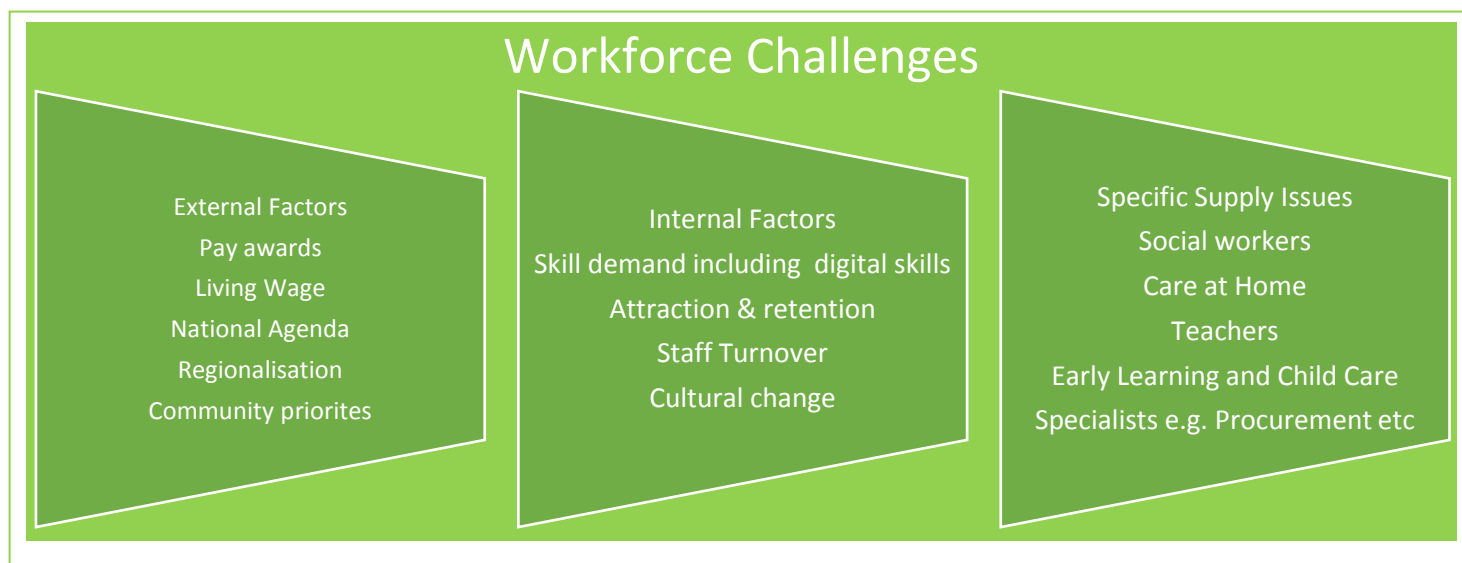 Workforce Challenges
External Factors
Pay awards
Living Wage
National Agenda
Regionalisation
Community priorites
Internal Factors
Skill demand including  digital skills
Attraction & retention
Staff Turnover
Cultural change
Specific Supply Issues
Social workers
Care at Home
Teachers
Early Learning and Child Care
Specialists e.g. Procurement etc